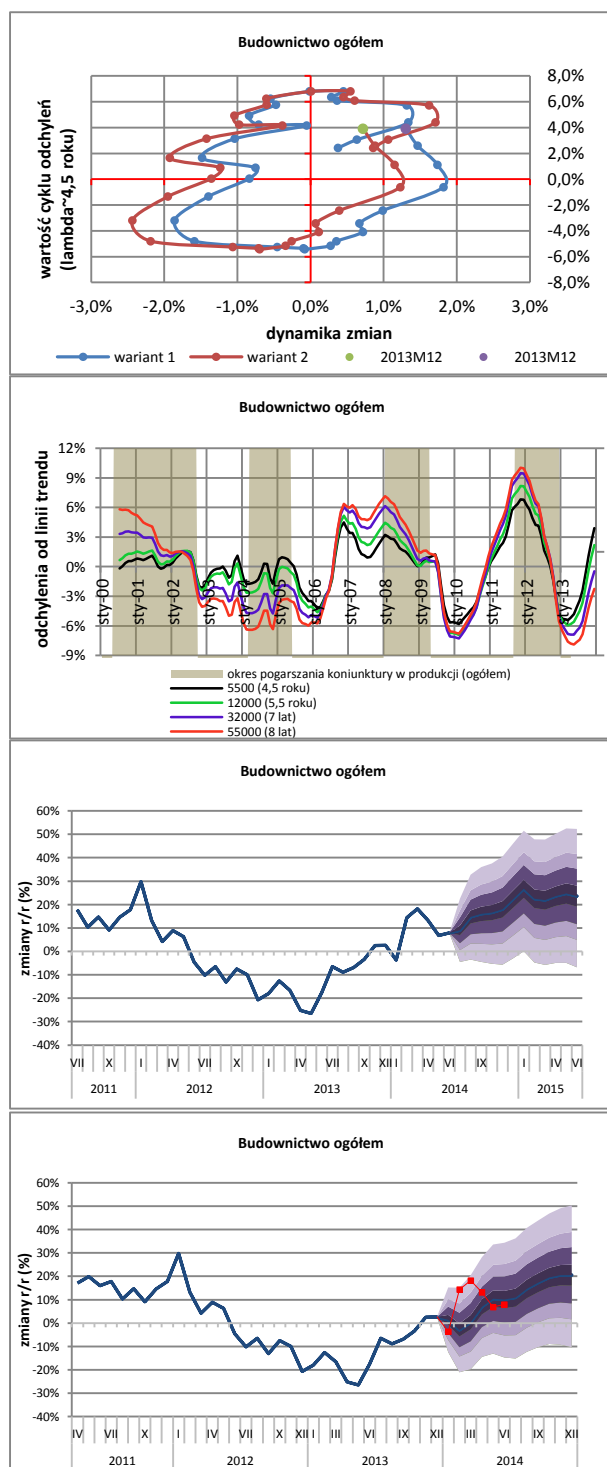 Budownictwo ogółem
wartość cyklu odchyleń
(lambda~4,5 roku)
8,0%
6,0%
4,0%
2,0%
0,0%
-2,0%
-4,0%
-6,0%
-8,0%
-3,0% -2,0% -1,0% 0,0% 1,0% 2,0% 3,0%
dynamika zmian
wariant 1 wariant 2 2013M12 2013M12
Budownictwo ogółem
odchylenia od linii trendu
12%
9%
6%
3%
0%
-3%
-6%
-9%
sty-00 sty-01 sty-02 sty-03 sty-04 sty-05 sty-06 sty-07 sty-08 sty-09 sty-10 sty-11 sty-12 sty-13
okres pogarszania koniunktury w produkcji (ogółem)
5500 (4,5 roku)
12000 (5,5 roku)
32000 (7 lat)
55000 (8 lat)
Budownictwo ogółem
zmiany r/r (%)
60%
50%
40%
30%
20%
10%
0%
-10%
-20%
-30%
-40%
VII X I IV VII X I IV VII X XII I IV VI IX I IV VI
2011 2012 2013 2014 2015
Budownictwo ogółem
zmiany r/r (%)
60%
50%
40%
30%
20%
10%
0%
-10%
-20%
-30%
-40%
IV VII X I IV VII X XII I III VI IX XII III VI IX XII
2011 2012 2013 2014